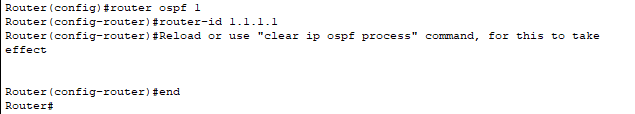 Router(config)#router ospf 1
Router(config-router)#router-id 1.1.1.1
Router(config-router)#Reload or use "clear ip ospf process" command, for this to take
effect
Router(config-router)#end
Router#